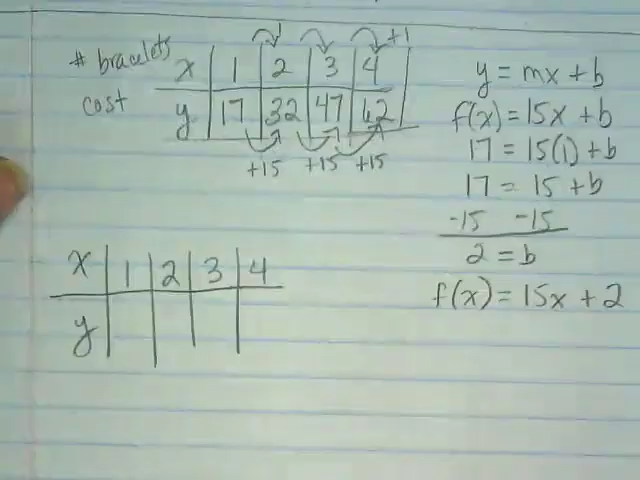 +1 +1
# bracelets x 1 2 3 4
cost y 17 32 47 62
+15 +15 +15
y = mx + b
f(x) = 15x + b
17 = 15(1) + b
17 = 15 + b
-15 -15
2 = b
f(x) = 15x + 2
x 1 2 3 4
y